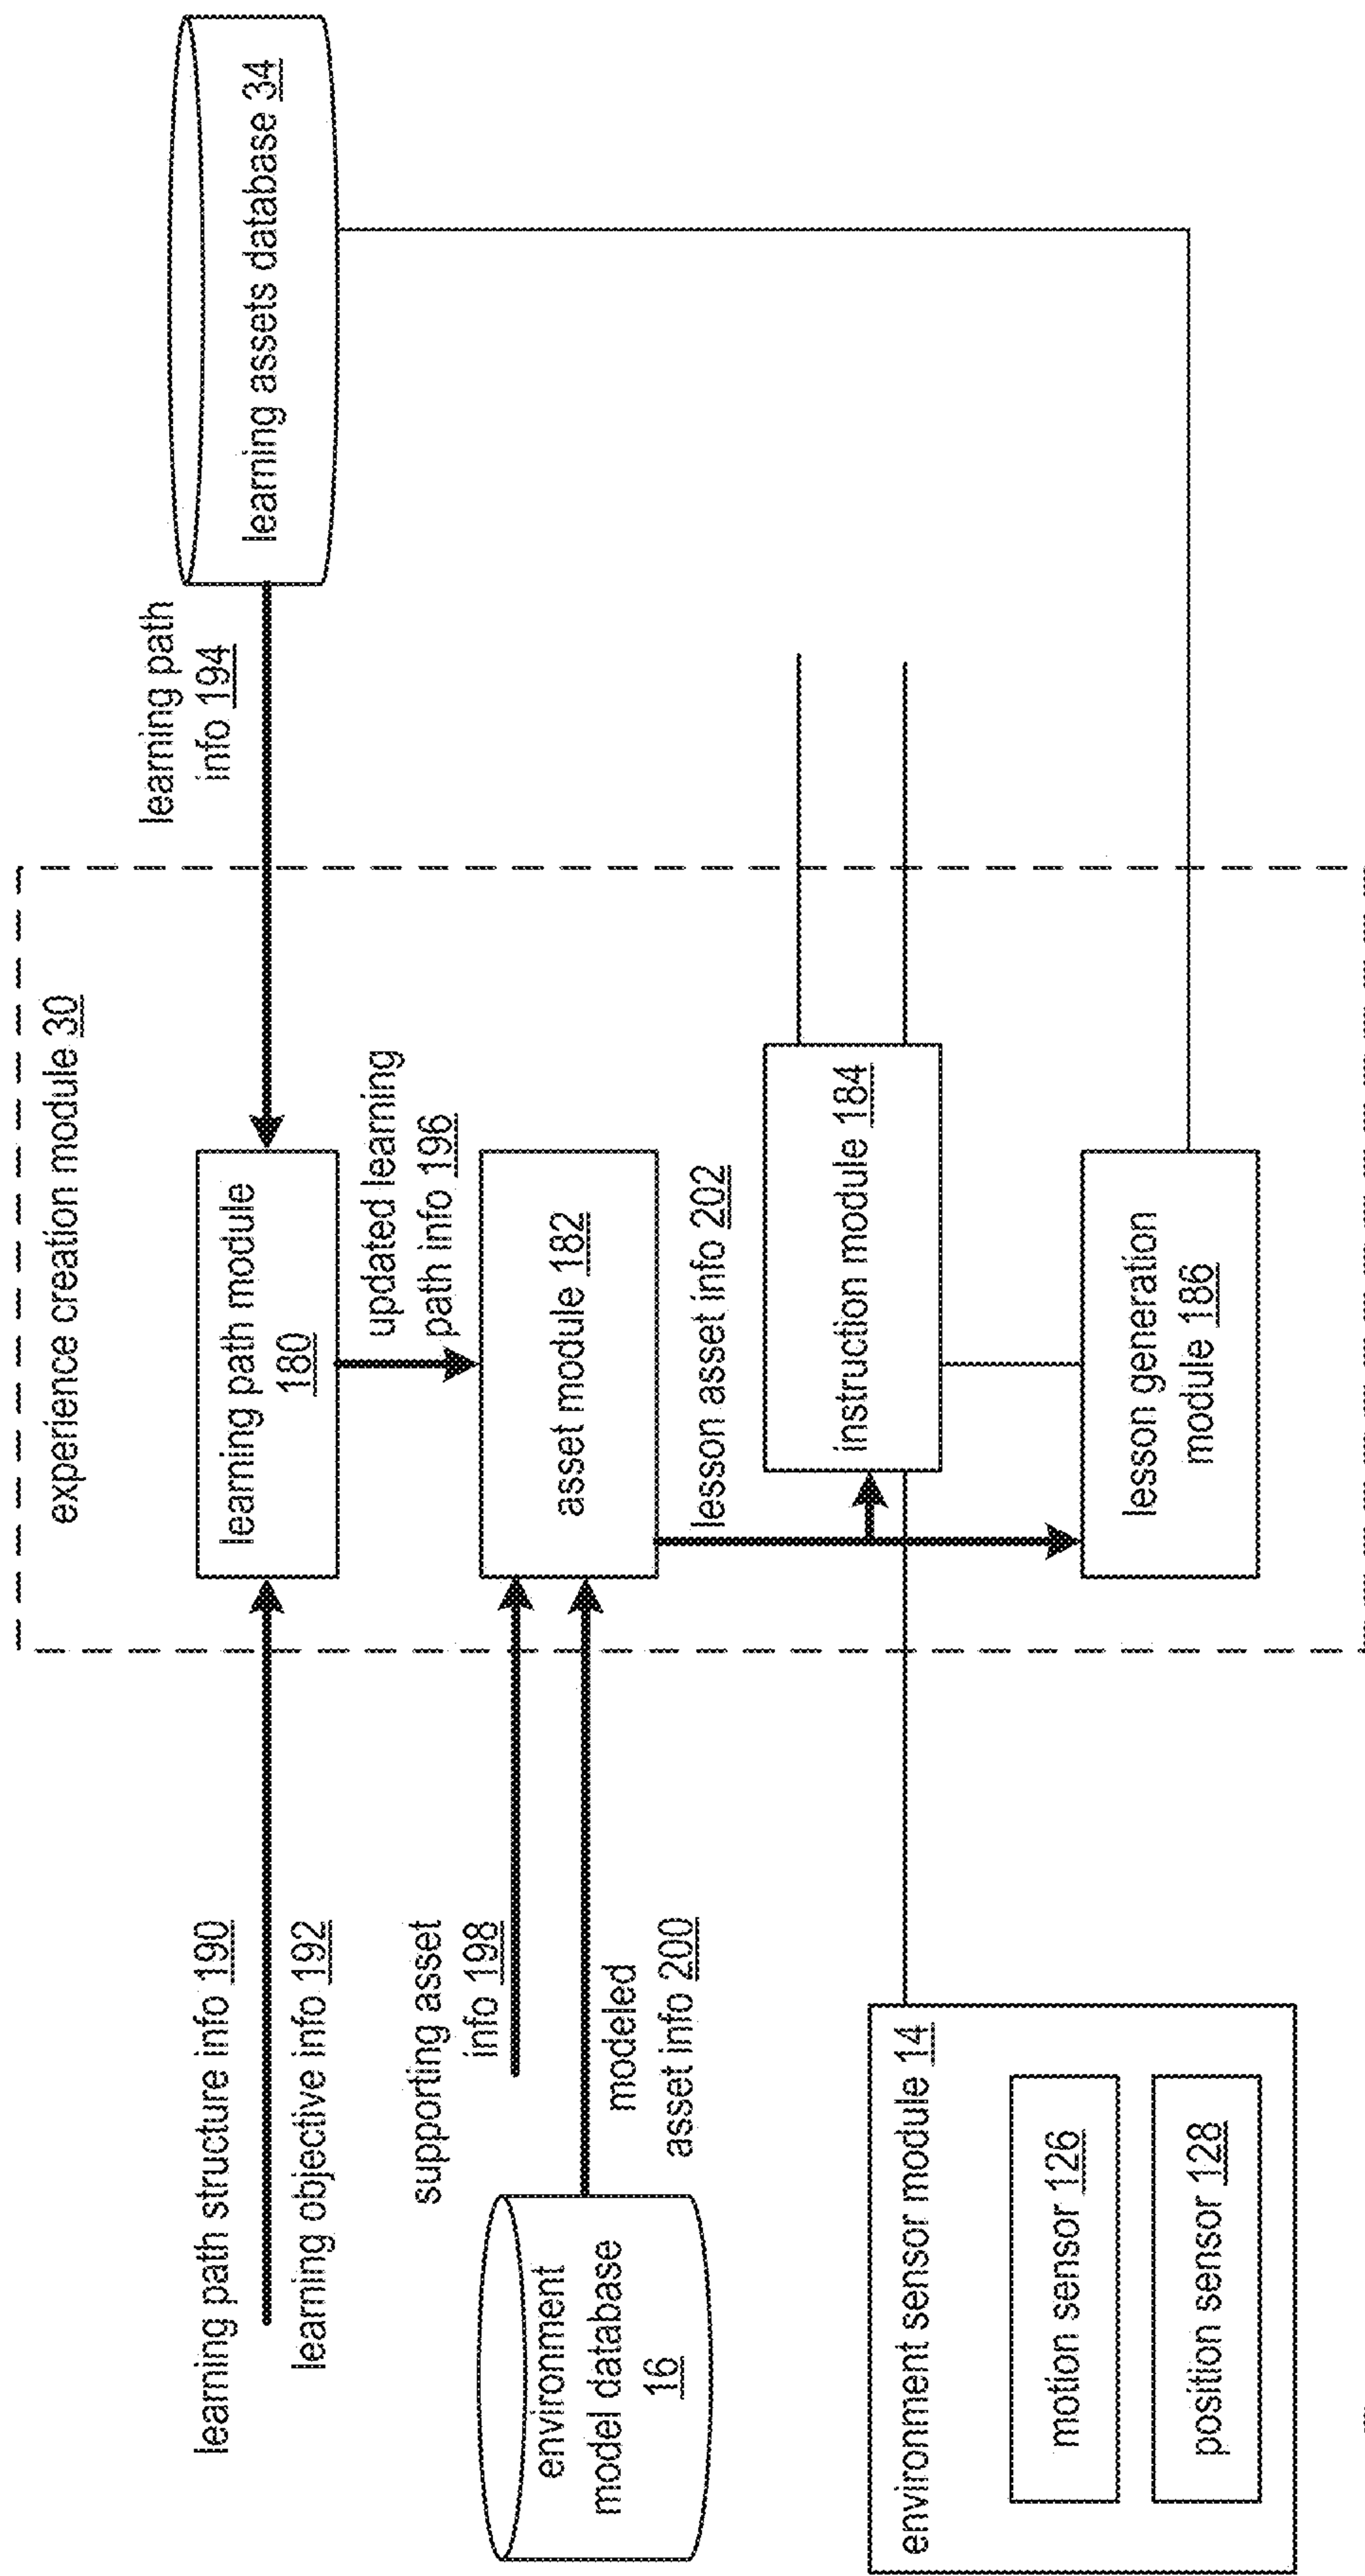 experience creation module 30
learning path structure info 190
learning objective info 192
learning path module
180
learning path
info 194
learning assets database 34
updated learning
path info 196
supporting asset
info 198
environment
model database
16
modeled
asset info 200
asset module 182
lesson asset info 202
instruction module 184
environment sensor module 14
motion sensor 126
position sensor 128
lesson generation
module 186